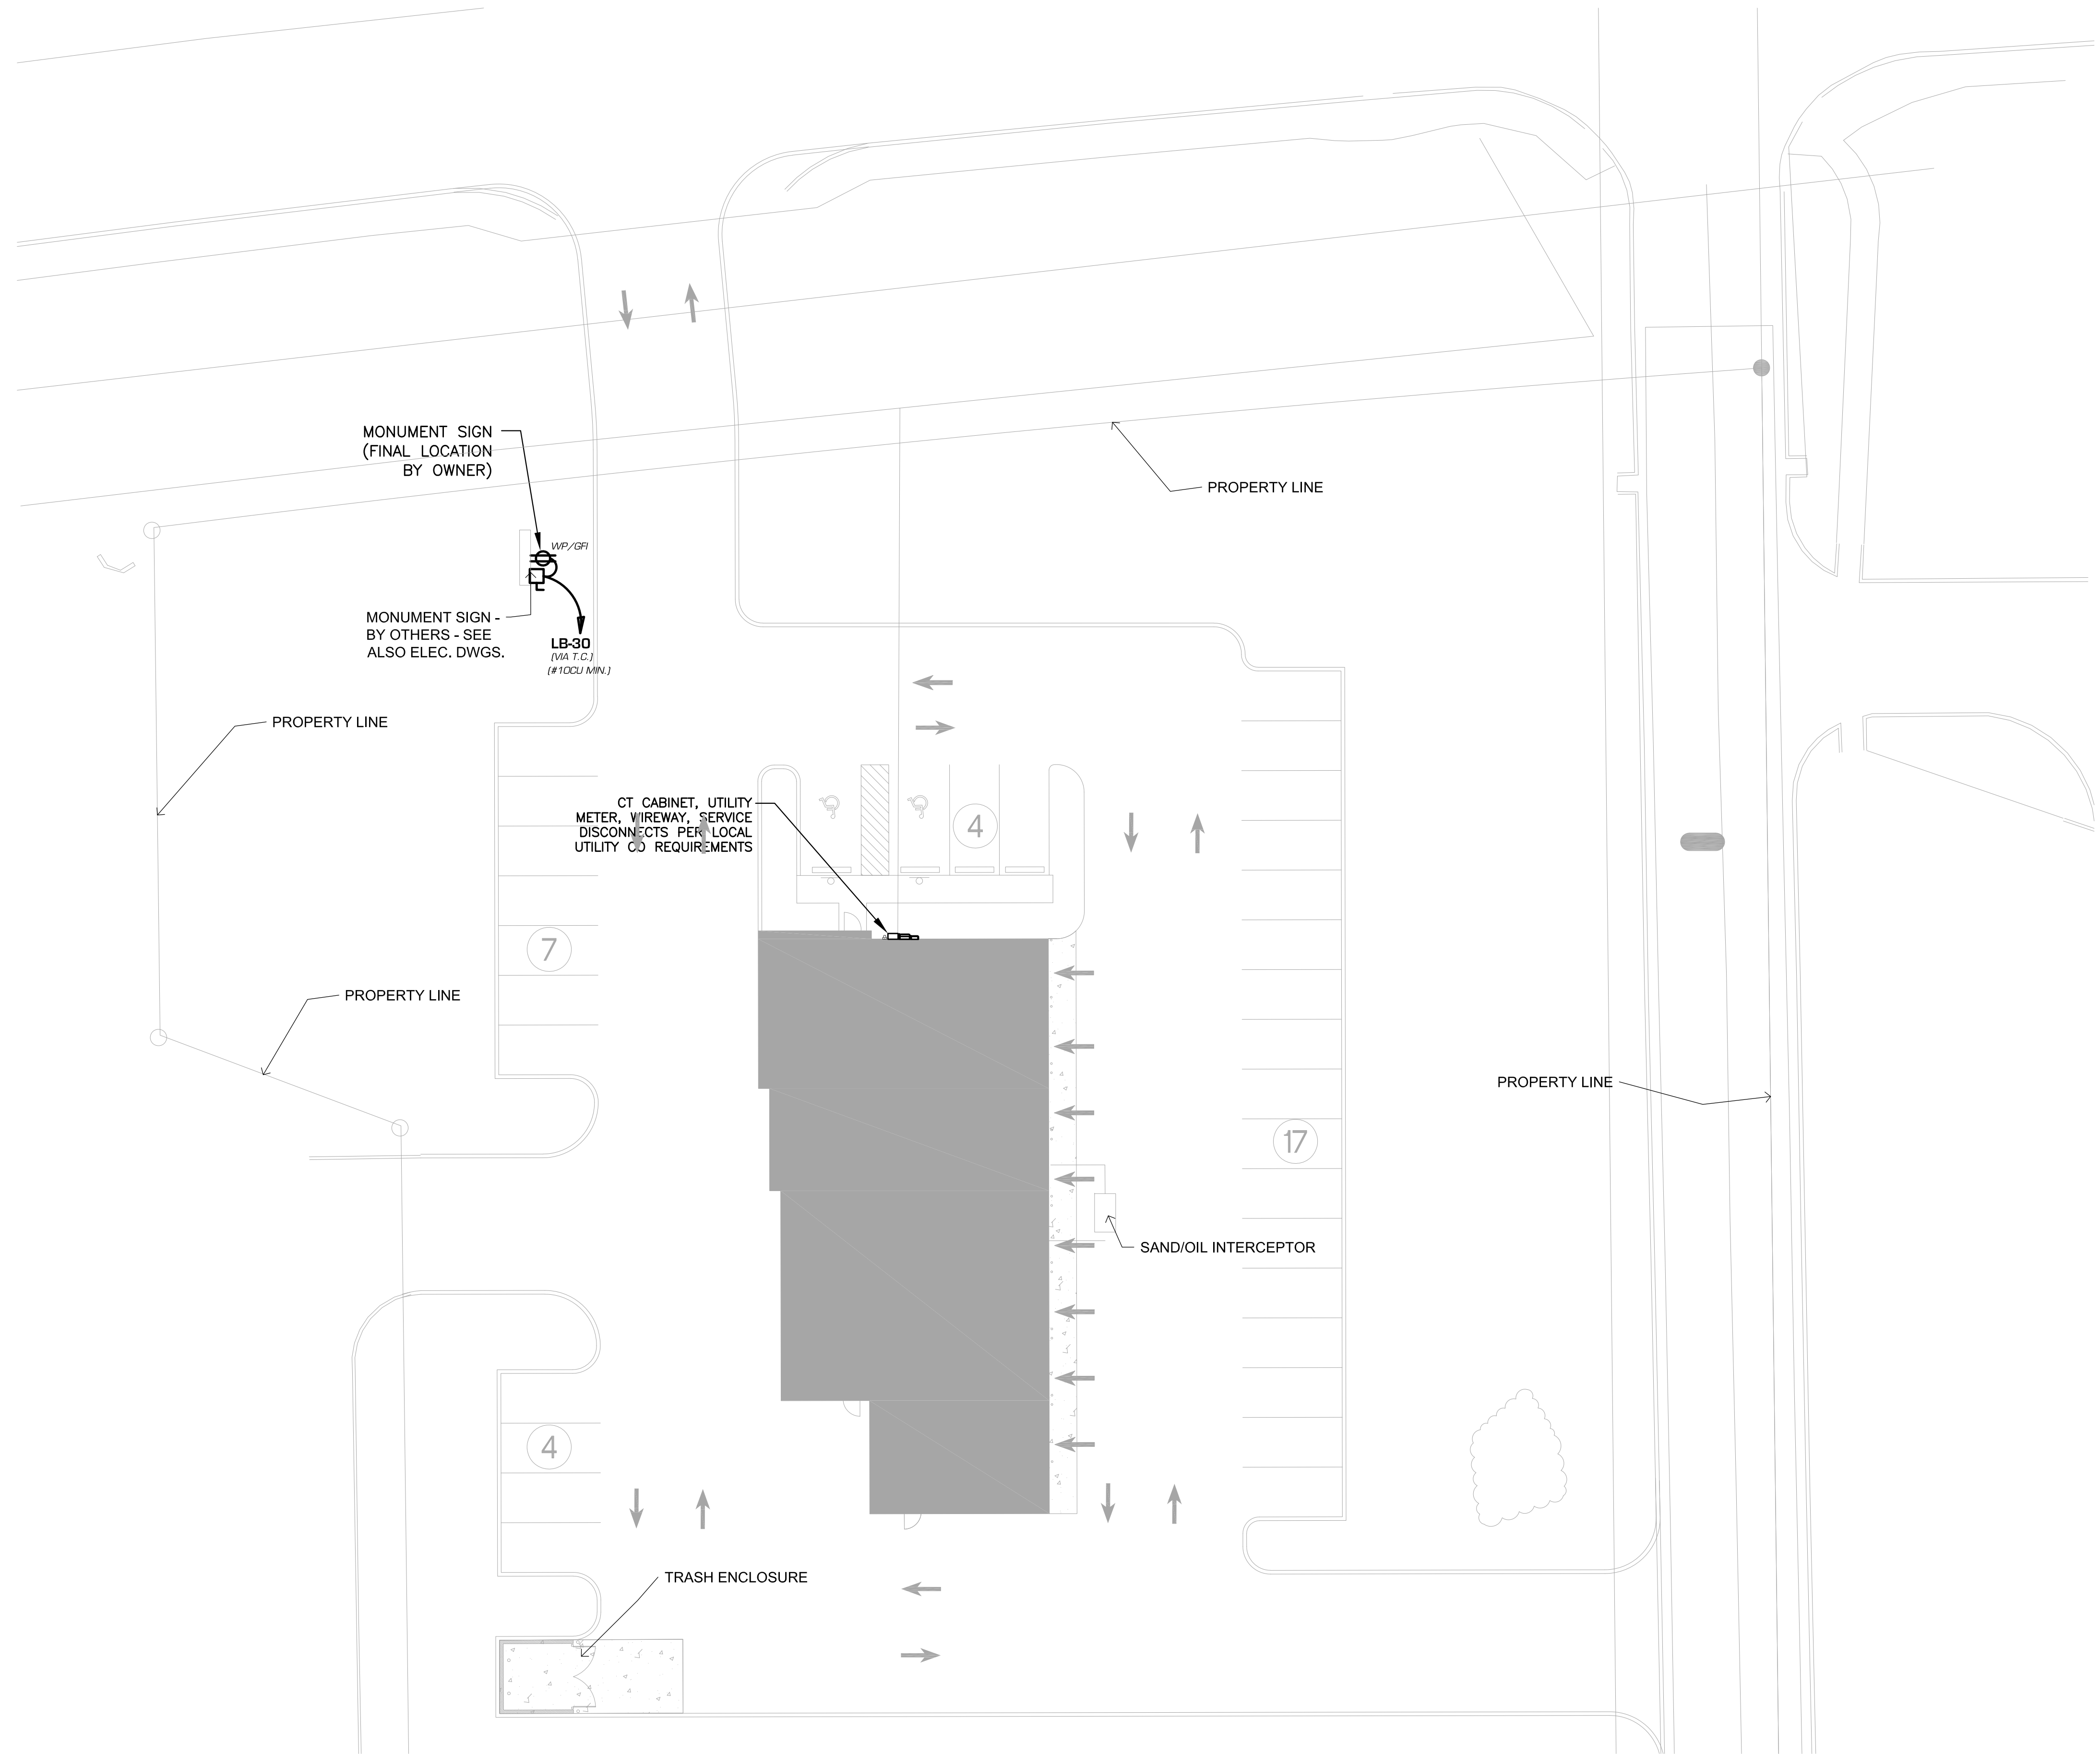 MONUMENT SIGN
(FINAL LOCATION
BY OWNER)
PROPERTY LINE
WP/GFI
MONUMENT SIGN -
BY OTHERS - SEE
ALSO ELEC. DWGS.
LB-30
(VIA T.C.)
(#10CU MIN.)
PROPERTY LINE
CT CABINET, UTILITY
METER, WIREWAY, SERVICE
DISCONNECTS PER LOCAL
UTILITY CO REQUIREMENTS
4
7
PROPERTY LINE
PROPERTY LINE
17
SAND/OIL INTERCEPTOR
4
TRASH ENCLOSURE